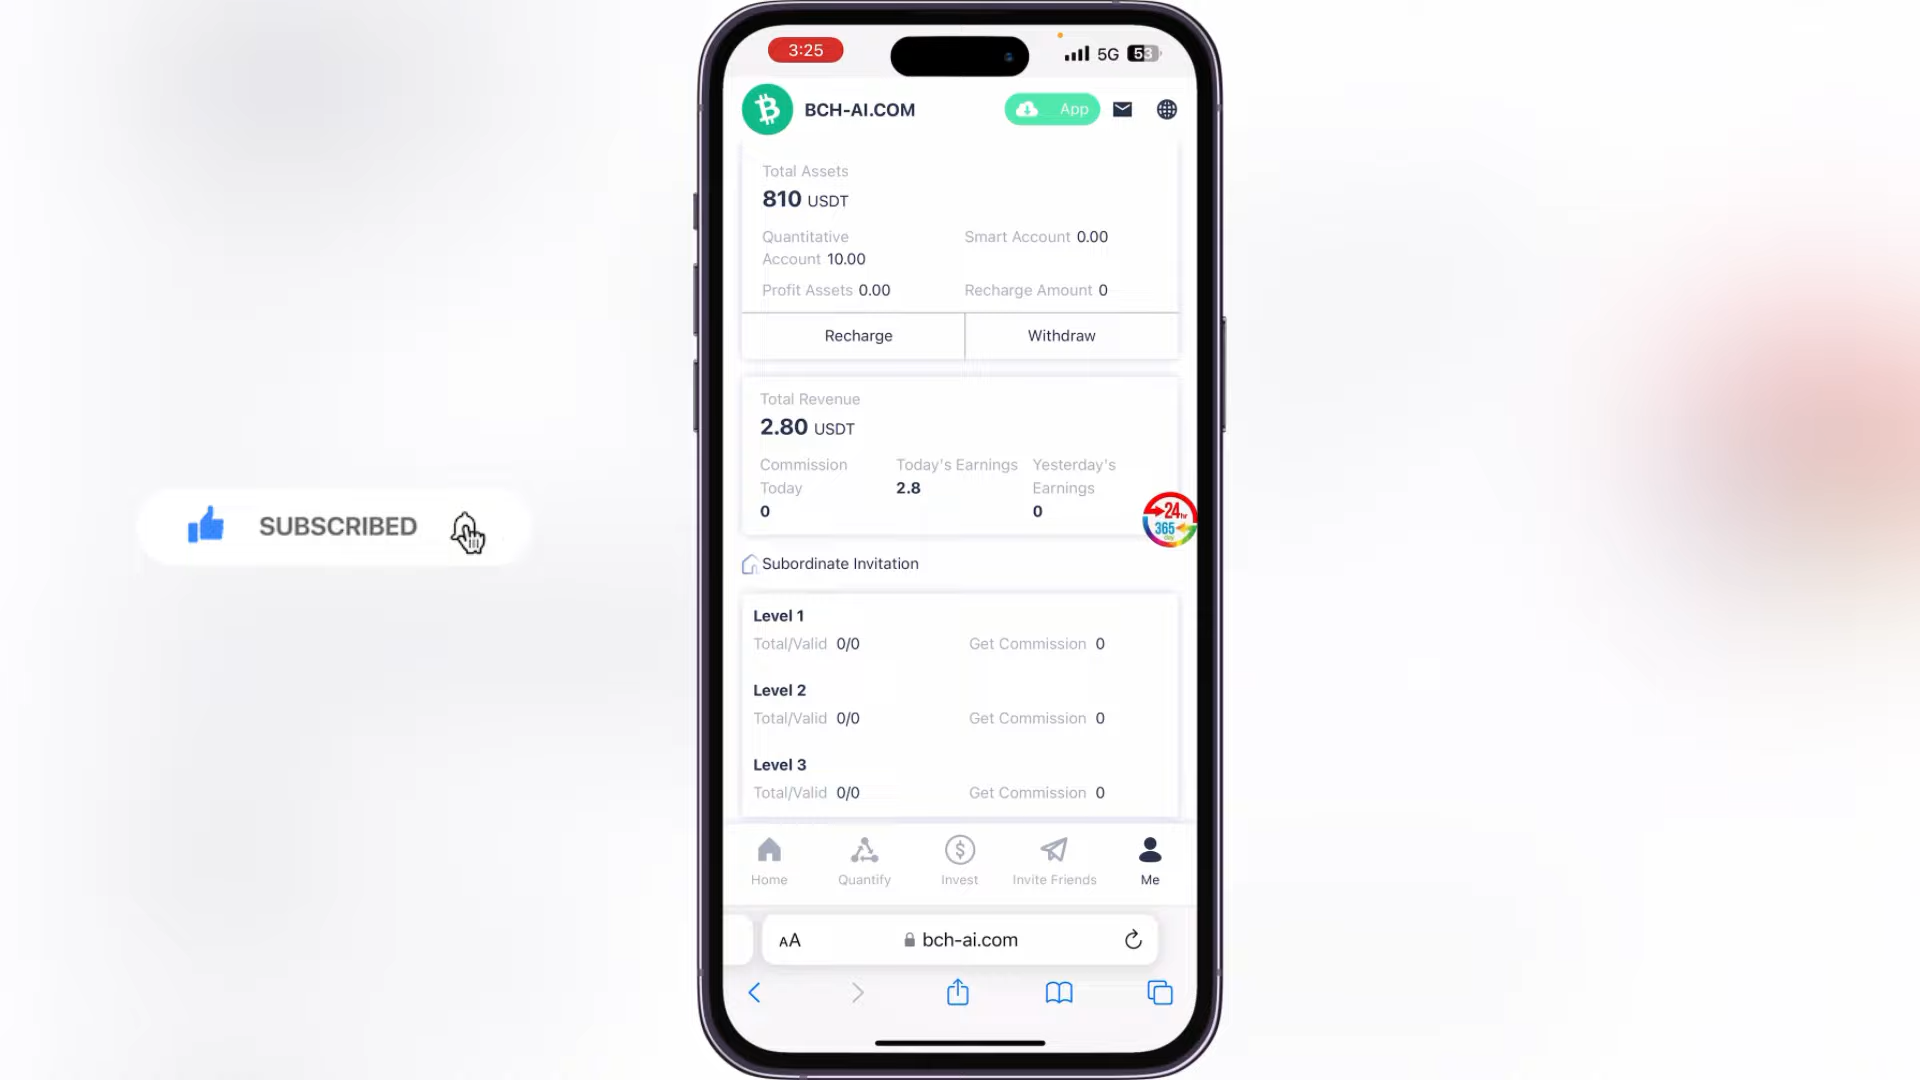 3:25
5G 53
BCH-AI.COM
App
Total Assets
810 USDT
Quantitative
Account 10.00
Smart Account 0.00
Profit Assets 0.00
Recharge Amount 0
Recharge
Withdraw
Total Revenue
2.80 USDT
Commission
Today
0
Today's Earnings
2.8
Yesterday's
Earnings
0
24hr
365
day
SUBSCRIBED
Subordinate Invitation
Level 1
Total/Valid 0/0
Get Commission 0
Level 2
Total/Valid 0/0
Get Commission 0
Level 3
Total/Valid 0/0
Get Commission 0
Home
Quantify
Invest
Invite Friends
Me
AA
bch-ai.com